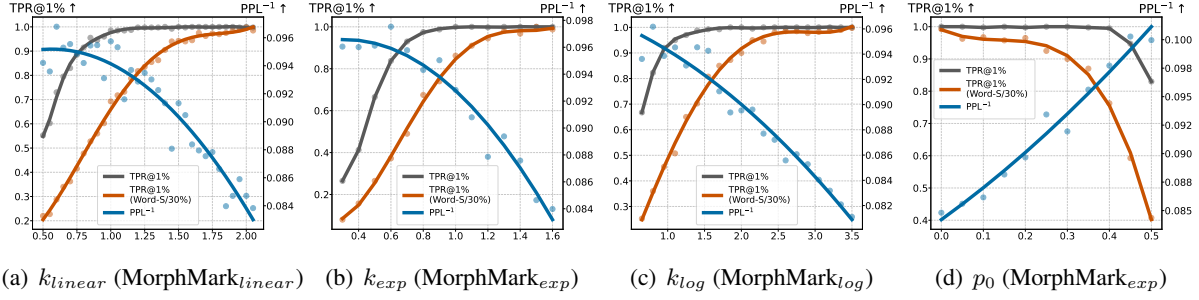 TPR@1% ↑ PPL⁻¹ ↑
1.0
0.9
0.8
0.7
0.6
0.5
0.4
0.3
0.2
0.096
0.094
0.092
0.090
0.088
0.086
0.084
TPR@1%
TPR@1%
(Word-S/30%)
PPL⁻¹
0.50 0.75 1.00 1.25 1.50 1.75 2.00
(a) k_linear (MorphMark_linear)
TPR@1% ↑ PPL⁻¹ ↑
1.0
0.8
0.6
0.4
0.2
0.098
0.096
0.094
0.092
0.090
0.088
0.086
0.084
TPR@1%
TPR@1%
(Word-S/30%)
PPL⁻¹
0.4 0.6 0.8 1.0 1.2 1.4 1.6
(b) k_exp (MorphMark_exp)
TPR@1% ↑ PPL⁻¹ ↑
1.0
0.9
0.8
0.7
0.6
0.5
0.4
0.3
0.096
0.094
0.092
0.090
0.088
0.086
0.084
0.082
TPR@1%
TPR@1%
(Word-S/30%)
PPL⁻¹
1.0 1.5 2.0 2.5 3.0 3.5
(c) k_log (MorphMark_log)
TPR@1% ↑ PPL⁻¹ ↑
1.0
0.9
0.8
0.7
0.6
0.5
0.4
0.100
0.095
0.090
0.085
TPR@1%
TPR@1%
(Word-S/30%)
PPL⁻¹
0.0 0.1 0.2 0.3 0.4 0.5
(d) p₀ (MorphMark_exp)